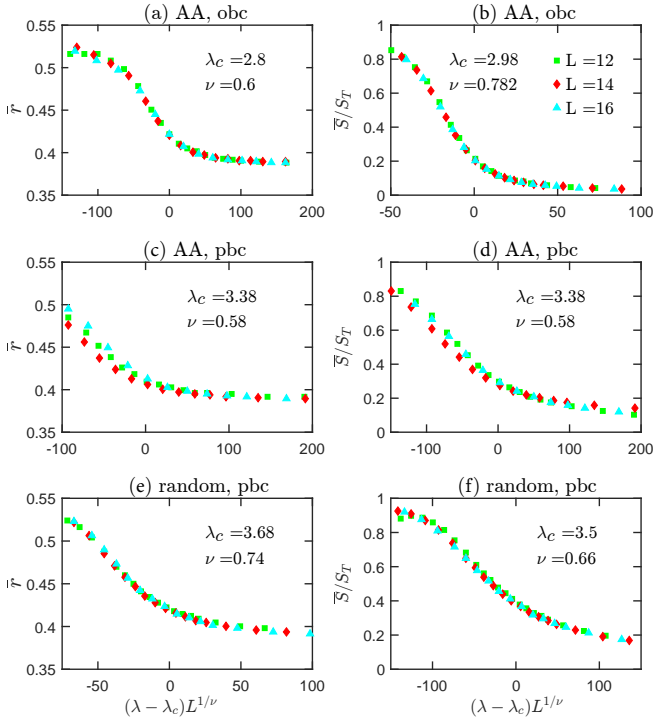 (a) AA, obc
0.55
0.5
0.45
0.4
0.35
r̅
λc =2.8
ν =0.6
-100
0
100
200
(b) AA, obc
1
0.8
0.6
0.4
0.2
0
S̅/S_T
λc =2.98
ν =0.782
L =12
L =14
L =16
-50
0
50
100
(c) AA, pbc
0.55
0.5
0.45
0.4
0.35
r̅
λc =3.38
ν =0.58
-100
0
100
200
(d) AA, pbc
1
0.8
0.6
0.4
0.2
0
S̅/S_T
λc =3.38
ν =0.58
-100
0
100
200
(e) random, pbc
0.55
0.5
0.45
0.4
0.35
r̅
λc =3.68
ν =0.74
-50
0
50
100
(λ − λc)L^{1/ν}
(f) random, pbc
1
0.8
0.6
0.4
0.2
0
S̅/S_T
λc =3.5
ν =0.66
-100
0
100
(λ − λc)L^{1/ν}